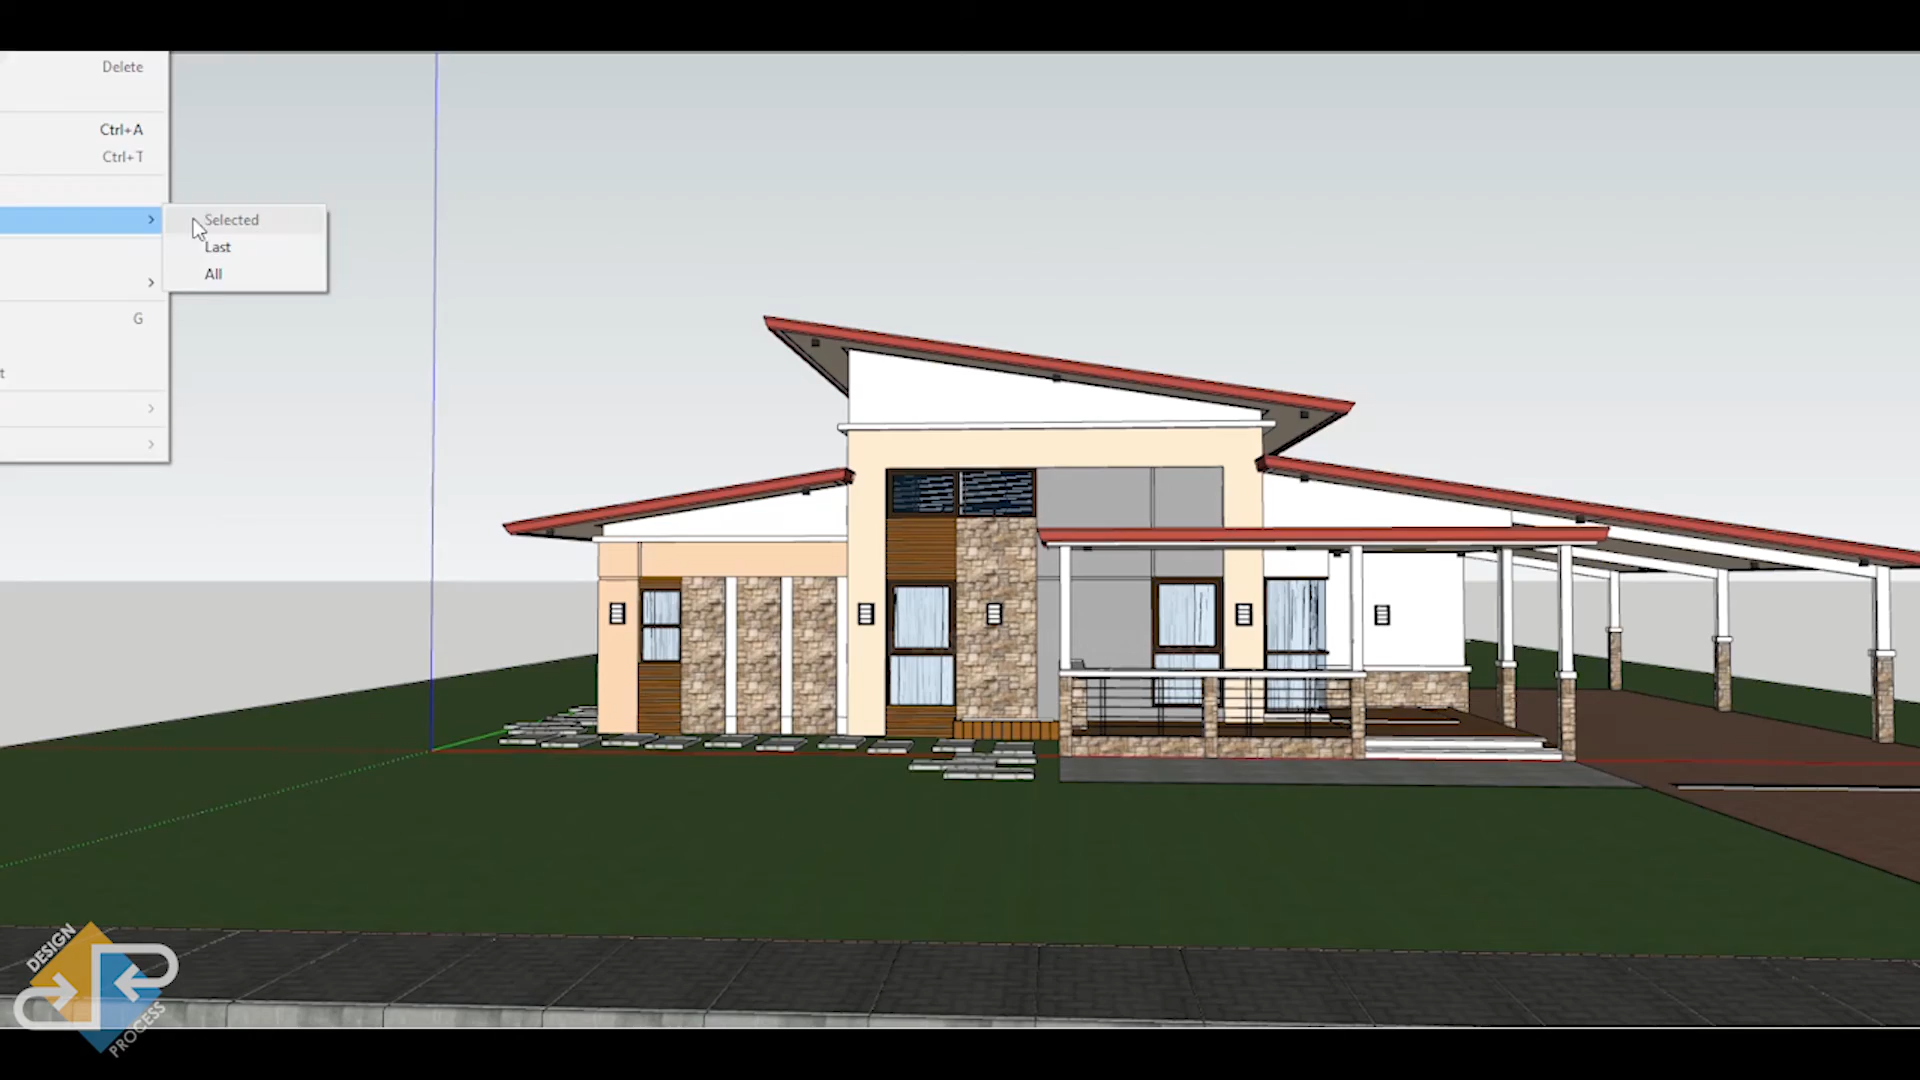 Delete
Ctrl+A
Ctrl+T
Selected
Last
All
G
t
DESIGN
PROCESS